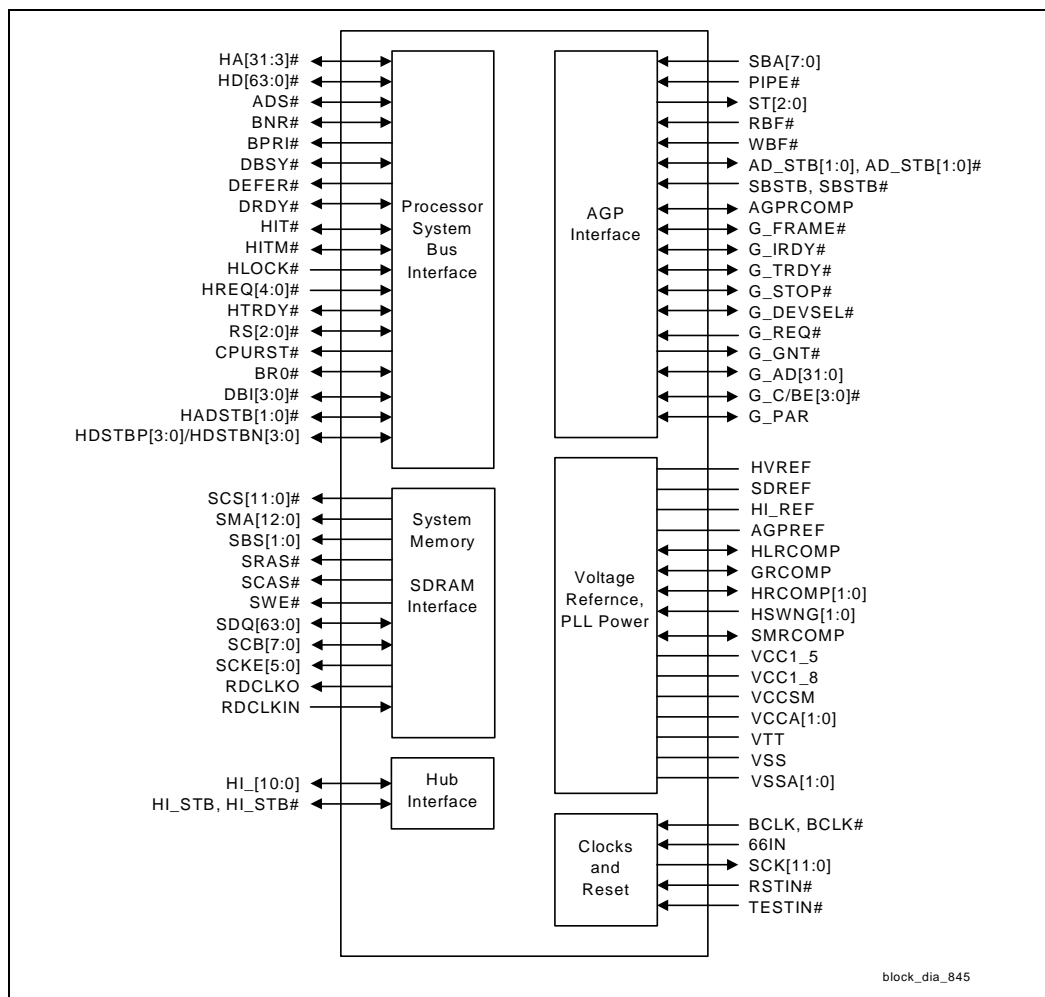 HA[31:3]#
HD[63:0]#
ADS#
BNR#
BPRI#
DBSY#
DEFER#
DRDY#
HIT#
HITM#
HLOCK#
HREQ[4:0]#
HTRDY#
RS[2:0]#
CPURST#
BR0#
DBI[3:0]#
HADSTB[1:0]#
HDSTBP[3:0]/HDSTBN[3:0]
Processor
System
Bus
Interface
SCS[11:0]#
SMA[12:0]
SBS[1:0]
SRAS#
SCAS#
SWE#
SDQ[63:0]
SCB[7:0]
SCKE[5:0]
RDCLKO
RDCLKIN
System
Memory
SDRAM
Interface
HI_[10:0]
HI_STB, HI_STB#
Hub
Interface
AGP
Interface
SBA[7:0]
PIPE#
ST[2:0]
RBF#
WBF#
AD_STB[1:0], AD_STB[1:0]#
SBSTB, SBSTB#
AGPRCOMP
G_FRAME#
G_IRDY#
G_TRDY#
G_STOP#
G_DEVSEL#
G_REQ#
G_GNT#
G_AD[31:0]
G_C/BE[3:0]#
G_PAR
Voltage
Refernce,
PLL Power
HVREF
SDREF
HI_REF
AGPREF
HLRCOMP
GRCOMP
HRCOMP[1:0]
HSWNG[1:0]
SMRCOMP
VCC1_5
VCC1_8
VCCSM
VCCA[1:0]
VTT
VSS
VSSA[1:0]
Clocks
and
Reset
BCLK, BCLK#
66IN
SCK[11:0]
RSTIN#
TESTIN#
block_dia_845